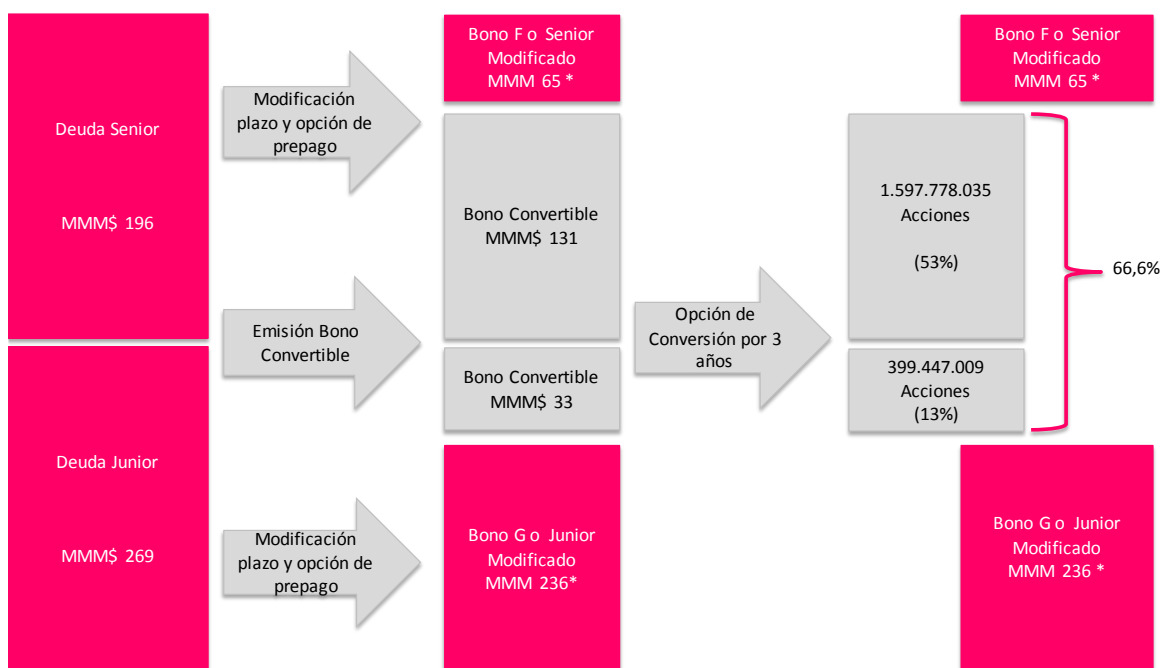 Deuda Senior
MMM$ 196
Deuda Junior
MMM$ 269
Modificación
plazo y opción de
prepago
Emisión Bono
Convertible
Modificación
plazo y opción de
prepago
Bono F o Senior
Modificado
MMM 65 *
Bono Convertible
MMM$ 131
Bono Convertible
MMM$ 33
Bono G o Junior
Modificado
MMM 236*
Opción de
Conversión por 3
años
Bono F o Senior
Modificado
MMM 65 *
1.597.778.035
Acciones
(53%)
399.447.009
Acciones
(13%)
66,6%
Bono G o Junior
Modificado
MMM 236 *